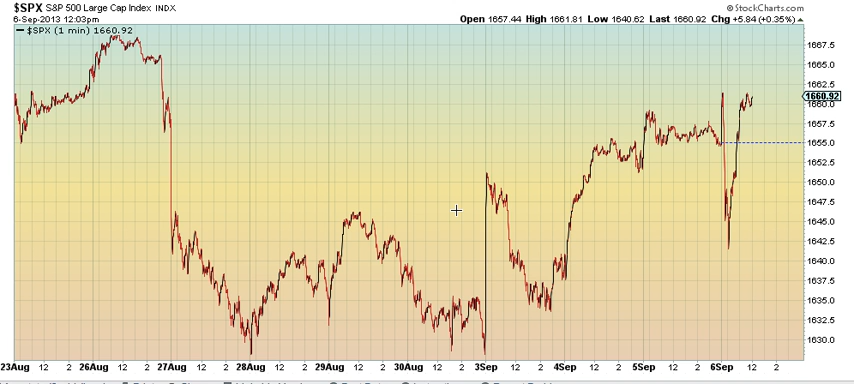 $SPX S&P 500 Large Cap Index INDX
© StockCharts.com
6-Sep-2013 12:03pm
Open 1657.44 High 1661.81 Low 1640.62 Last 1660.92 Chg +5.84 (+0.35%)
$SPX (1 min) 1660.92
1667.5
1665.0
1662.5
1660.92
1660.0
1657.5
1655.0
1652.5
1650.0
1647.5
1645.0
1642.5
1640.0
1637.5
1635.0
1632.5
1630.0
23Aug 12 2 26Aug 12 2 27Aug 12 2 28Aug 12 2 29Aug 12 2 30Aug 12 2 3Sep 12 2 4Sep 12 2 5Sep 12 2 6Sep 12 2